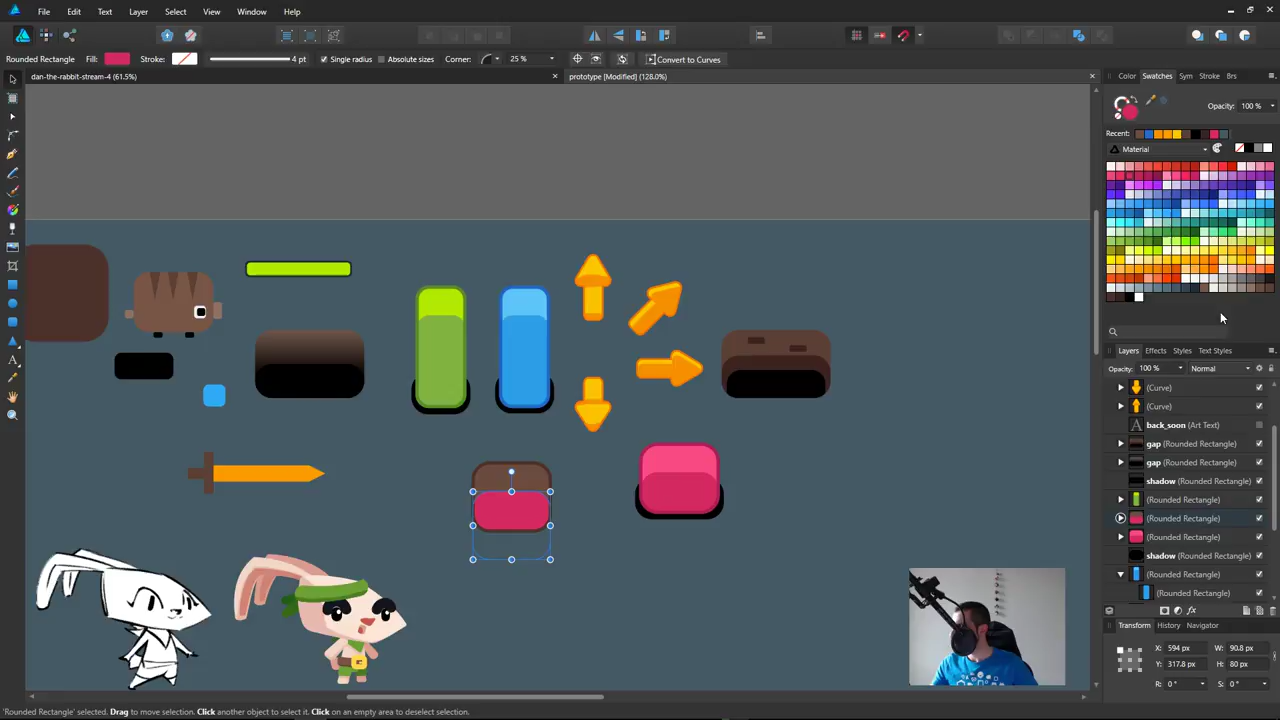 File Edit Text Layer Select View Window Help
Rounded Rectangle Fill: Stroke: 4 pt Single radius Absolute sizes Corner: 25 % Convert to Curves
dan-the-rabbit-stream-4 (61.5%) prototype [Modified] (128.0%)
Color Swatches Sym Stroke Brs
Opacity: 100 %
Recent:
Material
Layers Effects Styles Text Styles
Opacity: 100 % Normal
(Curve)
(Curve)
A back_soon (Art Text)
gap (Rounded Rectangle)
gap (Rounded Rectangle)
shadow (Rounded Rectangle)
(Rounded Rectangle)
(Rounded Rectangle)
(Rounded Rectangle)
shadow (Rounded Rectangle)
(Rounded Rectangle)
(Rounded Rectangle)
fx
Transform History Navigator
X: 594 px W: 90.8 px
Y: 317.8 px H: 80 px
R: 0 ° S: 0 °
'Rounded Rectangle' selected. Drag to move selection. Click another object to select it. Click on an empty area to deselect selection.